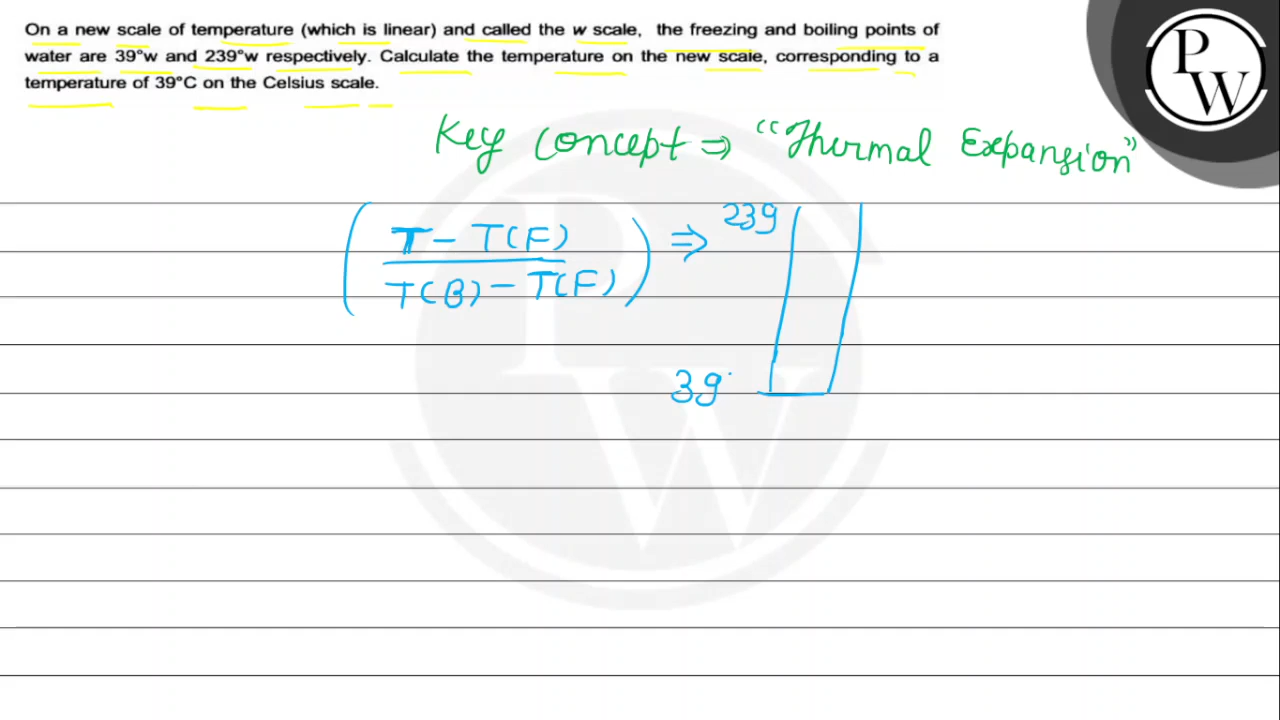 On a new scale of temperature (which is linear) and called the w scale, the freezing and boiling points of
water are 39°w and 239°w respectively. Calculate the temperature on the new scale, corresponding to a
temperature of 39°C on the Celsius scale.
P
W
Key Concept ⇒ "Thermal Expansion"
( T - T(F) / T(B) - T(F) ) ⇒ 239
39
PW